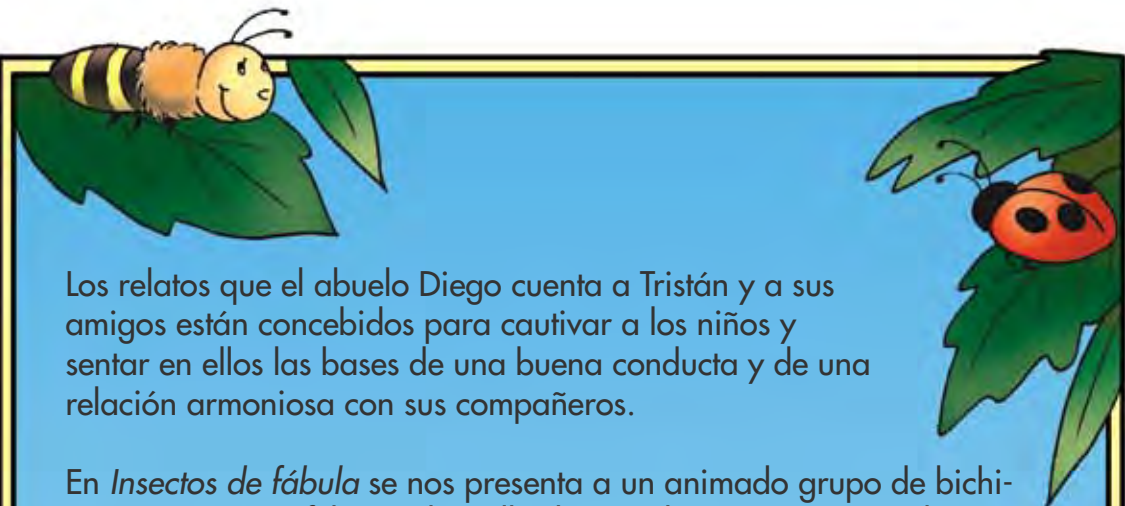 Los relatos que el abuelo Diego cuenta a Tristán y a sus
amigos están concebidos para cautivar a los niños y
sentar en ellos las bases de una buena conducta y de una
relación armoniosa con sus compañeros.
En Insectos de fábula se nos presenta a un animado grupo de bichi-